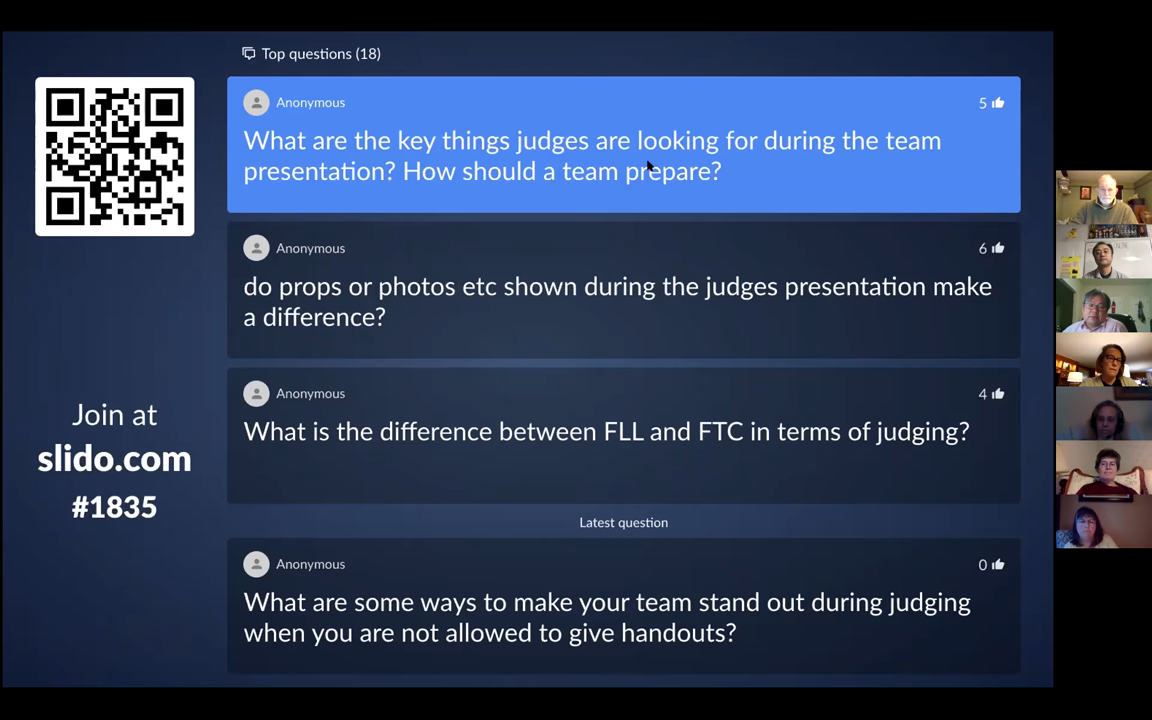 Top questions (18)
Anonymous
5
What are the key things judges are looking for during the team
presentation? How should a team prepare?
Anonymous
6
do props or photos etc shown during the judges presentation make
a difference?
Anonymous
4
What is the difference between FLL and FTC in terms of judging?
Join at
slido.com
#1835
Latest question
Anonymous
0
What are some ways to make your team stand out during judging
when you are not allowed to give handouts?